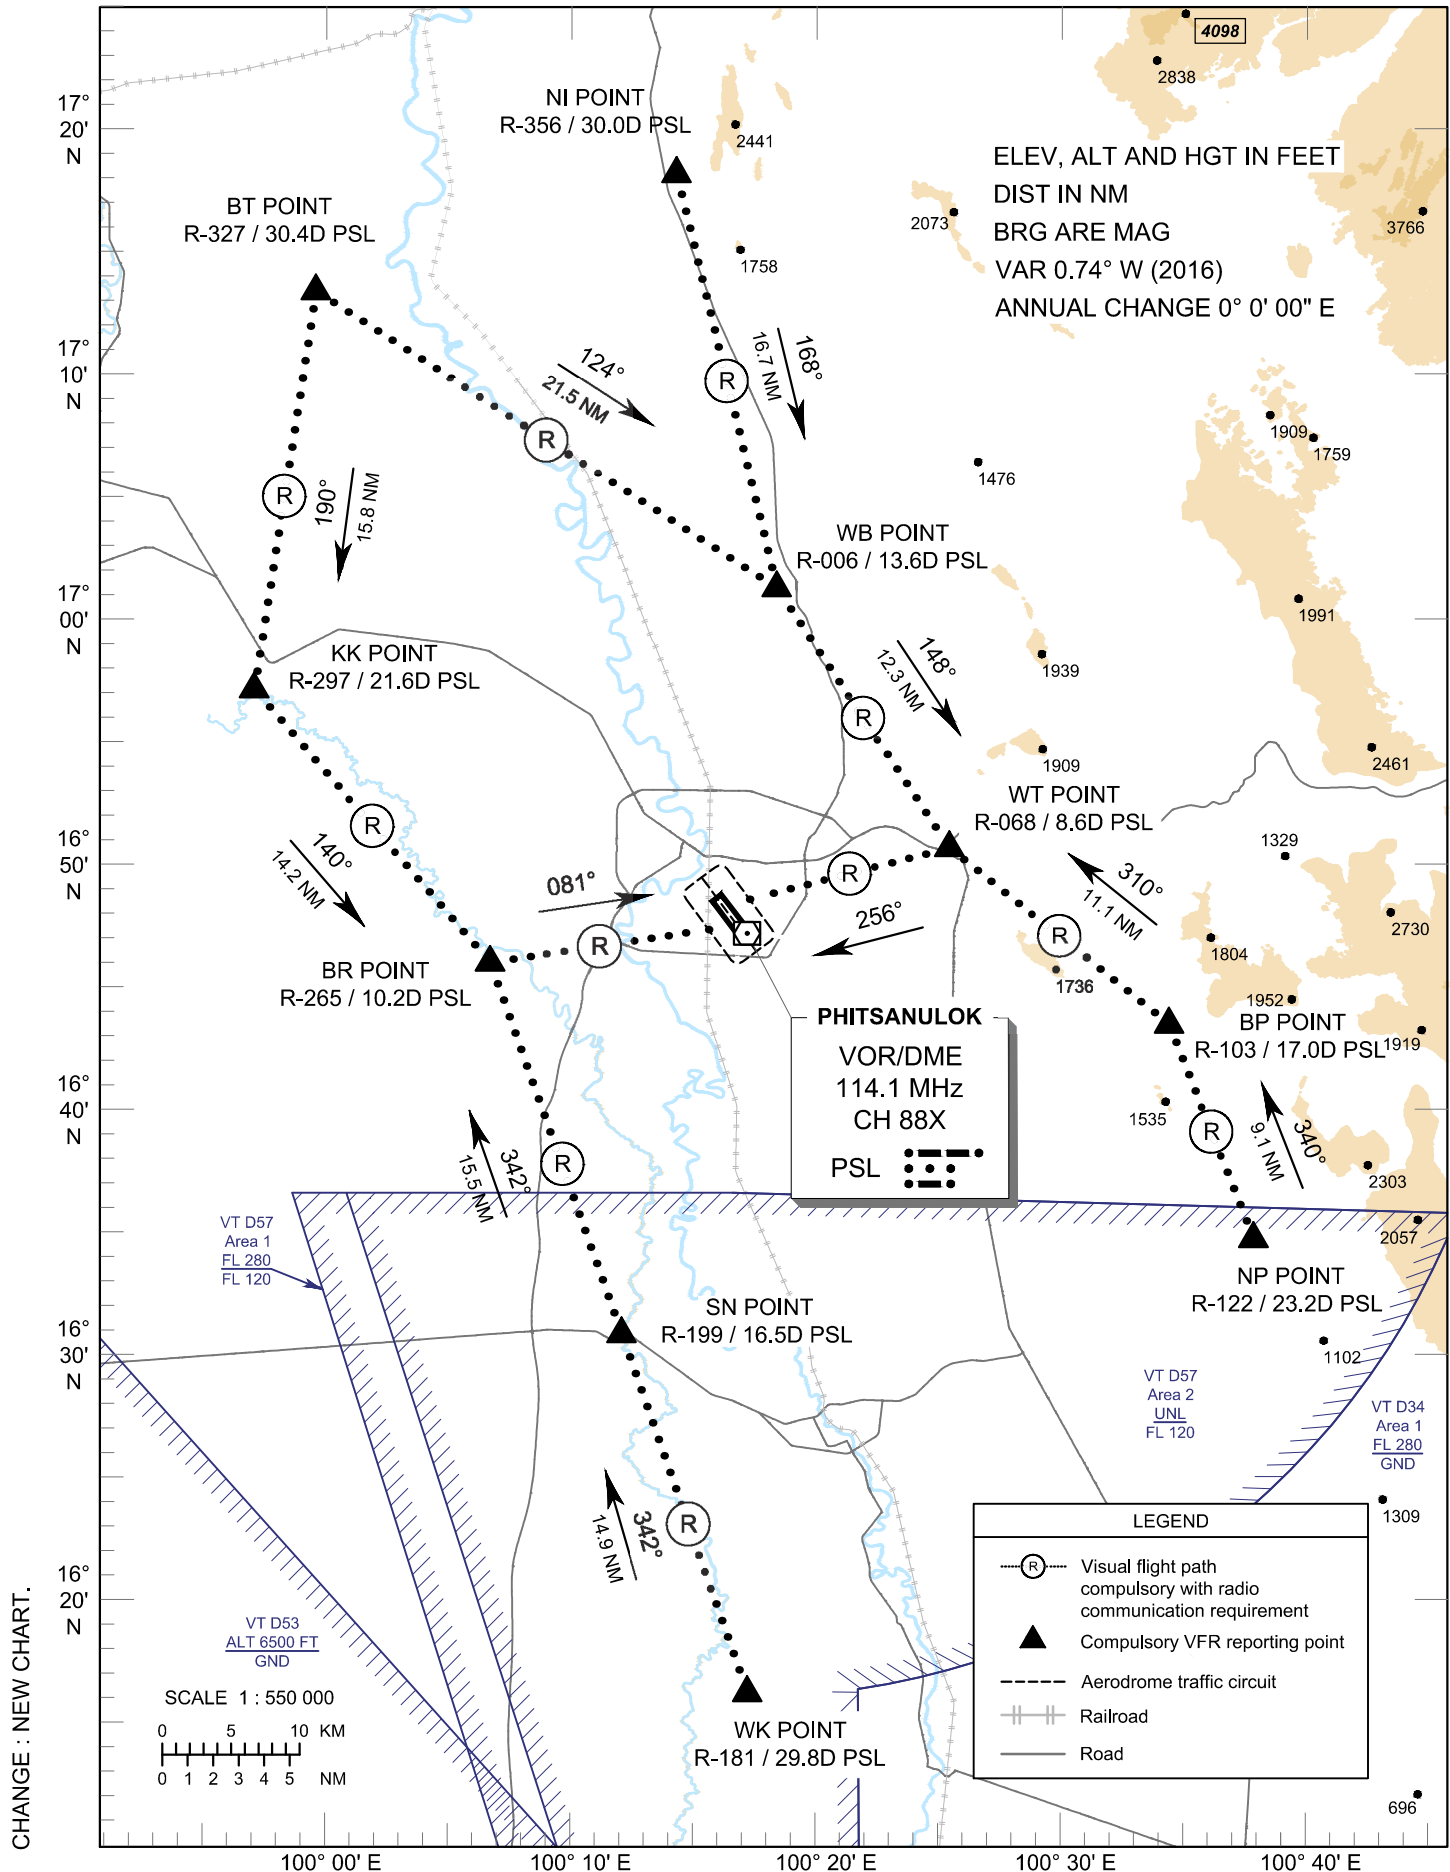 4098
2838
NI POINT
R-356 / 30.0D PSL
17°
20'
N
2441
ELEV, ALT AND HGT IN FEET
DIST IN NM
BRG ARE MAG
VAR 0.74° W (2016)
ANNUAL CHANGE 0° 0' 00" E
BT POINT
R-327 / 30.4D PSL
2073
3766
1758
17°
10'
N
124°
21.5 NM
168°
16.7 NM
R
R
1909
1759
1476
R
190°
15.8 NM
WB POINT
R-006 / 13.6D PSL
17°
00'
N
1991
KK POINT
R-297 / 21.6D PSL
148°
12.3 NM
1939
R
1909
2461
WT POINT
R-068 / 8.6D PSL
16°
50'
N
R
140°
14.2 NM
1329
R
081°
310°
11.1 NM
256°
2730
R
R
1804
BR POINT
R-265 / 10.2D PSL
1736
1952
BP POINT
R-103 / 17.0D PSL
1919
PHITSANULOK
VOR/DME
114.1 MHz
CH 88X
PSL
16°
40'
N
1535
R
340°
9.1 NM
R
342°
15.5 NM
2303
VT D57
Area 1
FL 280
FL 120
2057
NP POINT
R-122 / 23.2D PSL
SN POINT
R-199 / 16.5D PSL
16°
30'
N
1102
VT D57
Area 2
UNL
FL 120
VT D34
Area 1
FL 280
GND
1309
R
342°
14.9 NM
16°
20'
N
LEGEND
R
Visual flight path
compulsory with radio
communication requirement
Compulsory VFR reporting point
Aerodrome traffic circuit
Railroad
Road
VT D53
ALT 6500 FT
GND
SCALE 1 : 550 000
0 5 10 KM
0 1 2 3 4 5 NM
WK POINT
R-181 / 29.8D PSL
696
CHANGE : NEW CHART.
100° 00' E
100° 10' E
100° 20' E
100° 30' E
100° 40' E